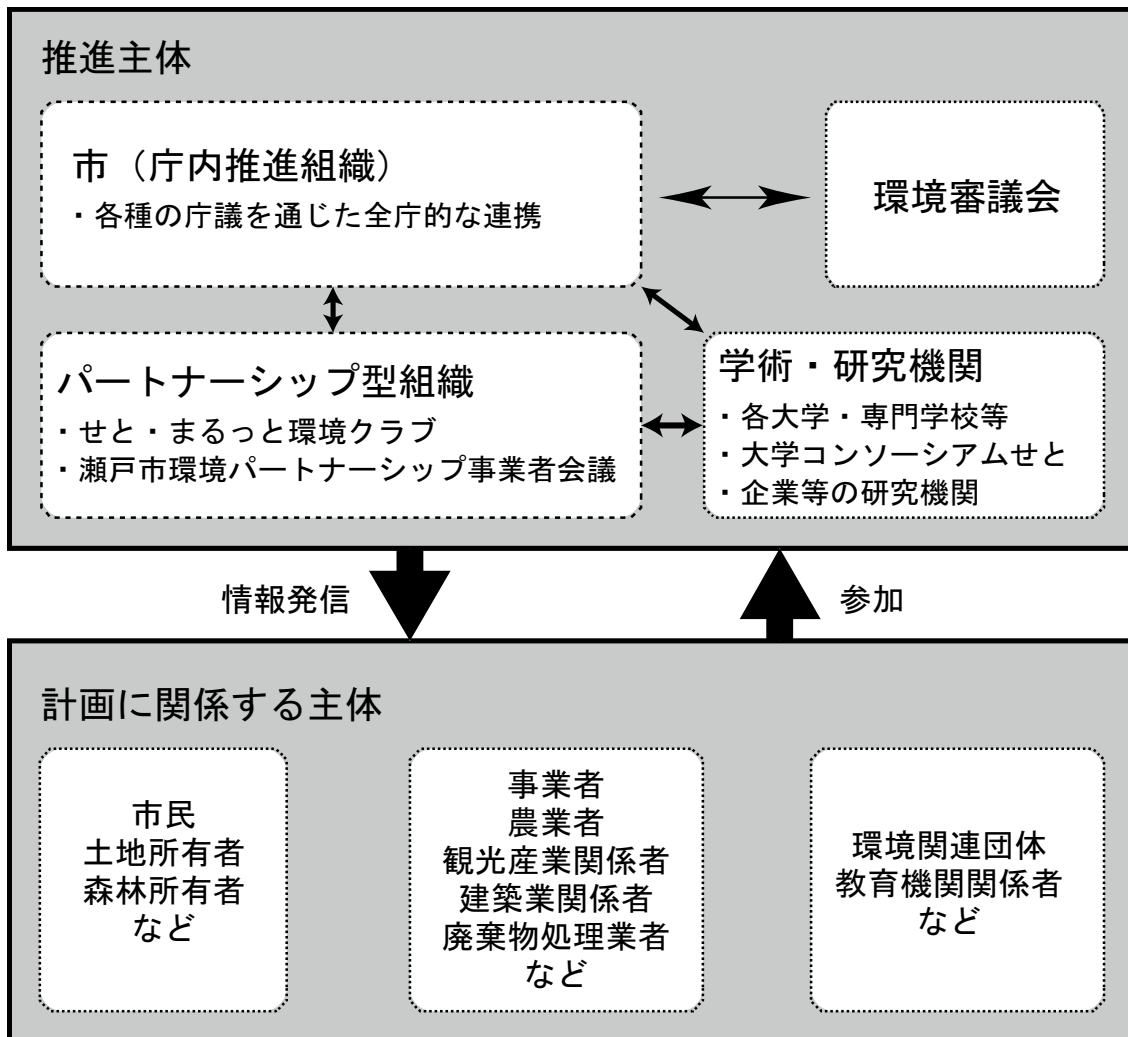 推進主体
市（庁内推進組織）
・各種の庁議を通じた全庁的な連携
環境審議会
パートナーシップ型組織
・せと・まるっと環境クラブ
・瀬戸市環境パートナーシップ事業者会議
学術・研究機関
・各大学・専門学校等
・大学コンソーシアムせと
・企業等の研究機関
情報発信
参加
計画に関係する主体
市民
土地所有者
森林所有者
など
事業者
農業者
観光産業関係者
建築業関係者
廃棄物処理業者
など
環境関連団体
教育機関関係者
など